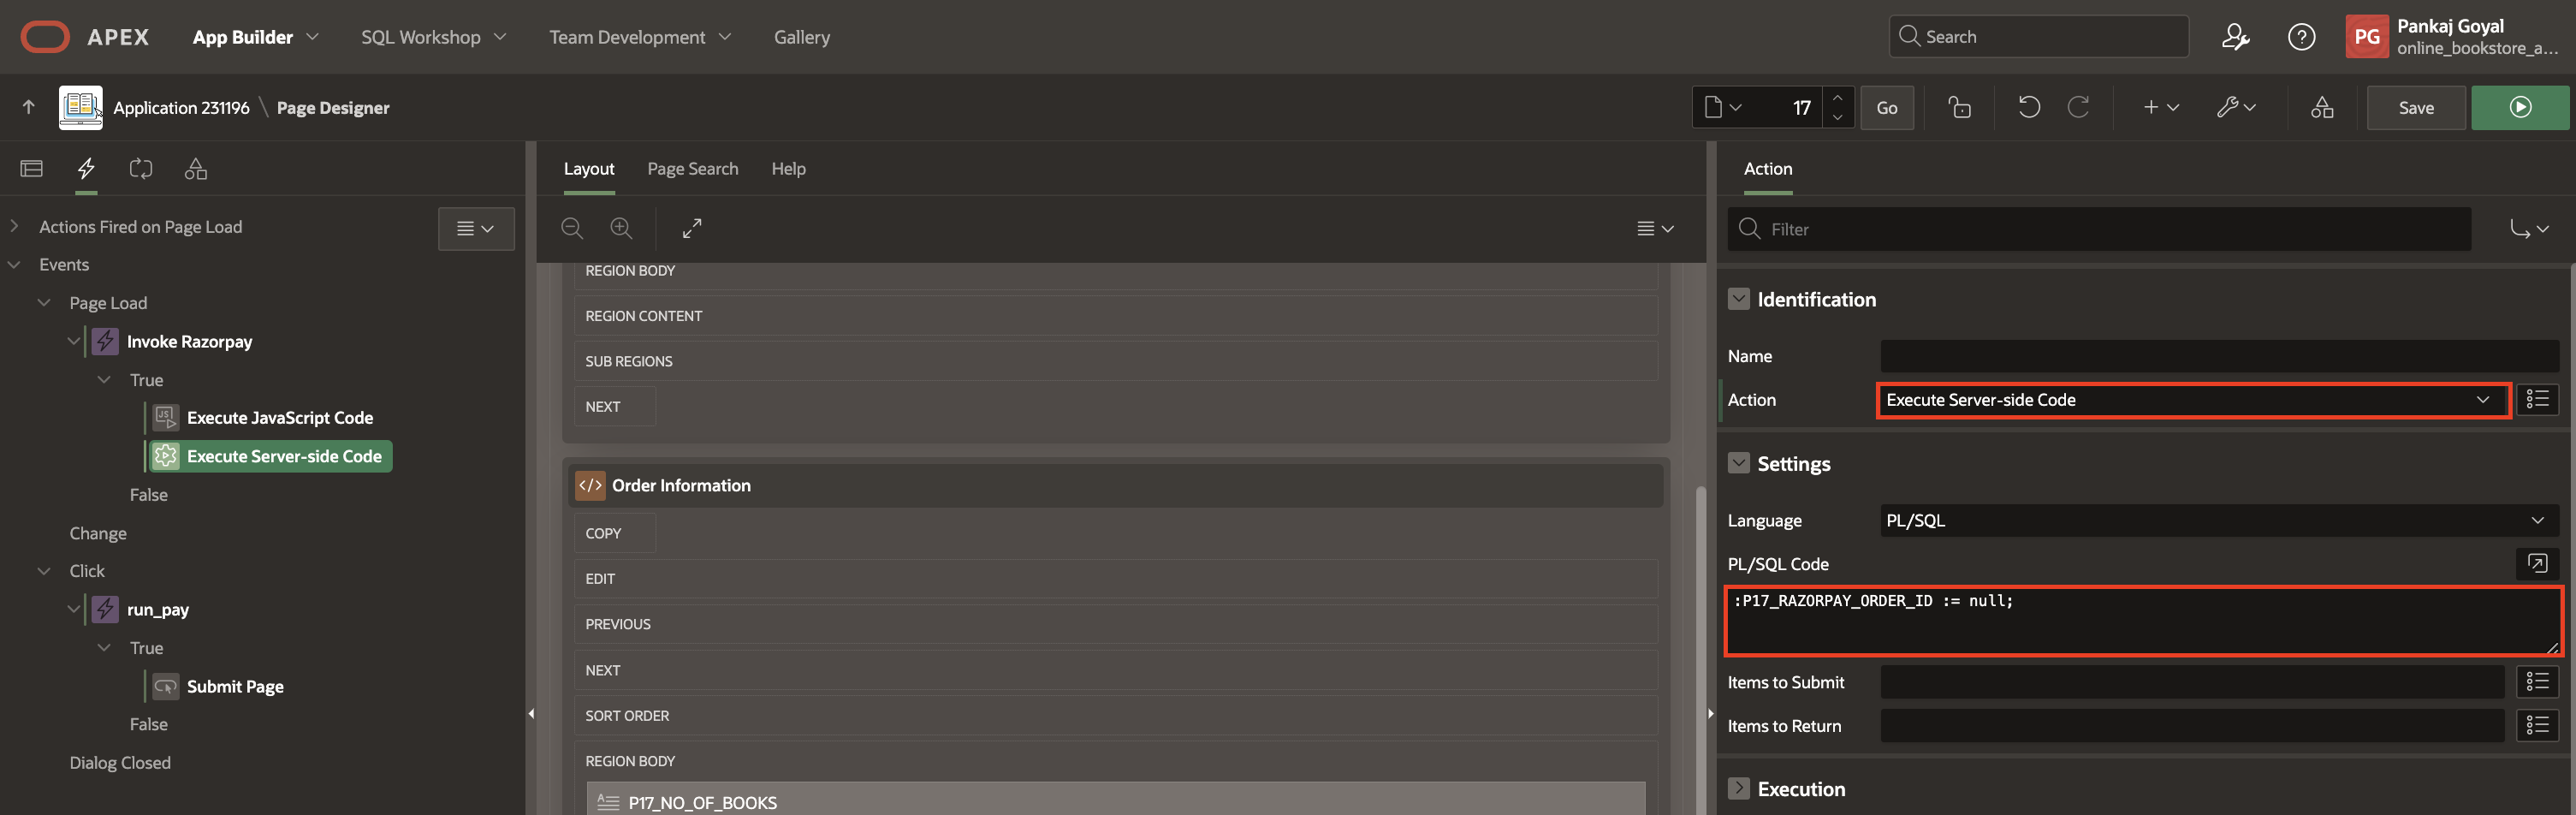 APEX
App Builder
SQL Workshop
Team Development
Gallery
Search
PG
Pankaj Goyal
online_bookstore_a...
Application 231196 \ Page Designer
17
Go
Save
Layout
Page Search
Help
Action
Actions Fired on Page Load
Events
Page Load
Invoke Razorpay
True
JS
Execute JavaScript Code
Execute Server-side Code
False
Change
Click
run_pay
True
Submit Page
False
Dialog Closed
REGION BODY
REGION CONTENT
SUB REGIONS
NEXT
</> Order Information
COPY
EDIT
PREVIOUS
NEXT
SORT ORDER
REGION BODY
P17_NO_OF_BOOKS
Filter
Identification
Name
Action
Execute Server-side Code
Settings
Language
PL/SQL
PL/SQL Code
:P17_RAZORPAY_ORDER_ID := null;
Items to Submit
Items to Return
Execution